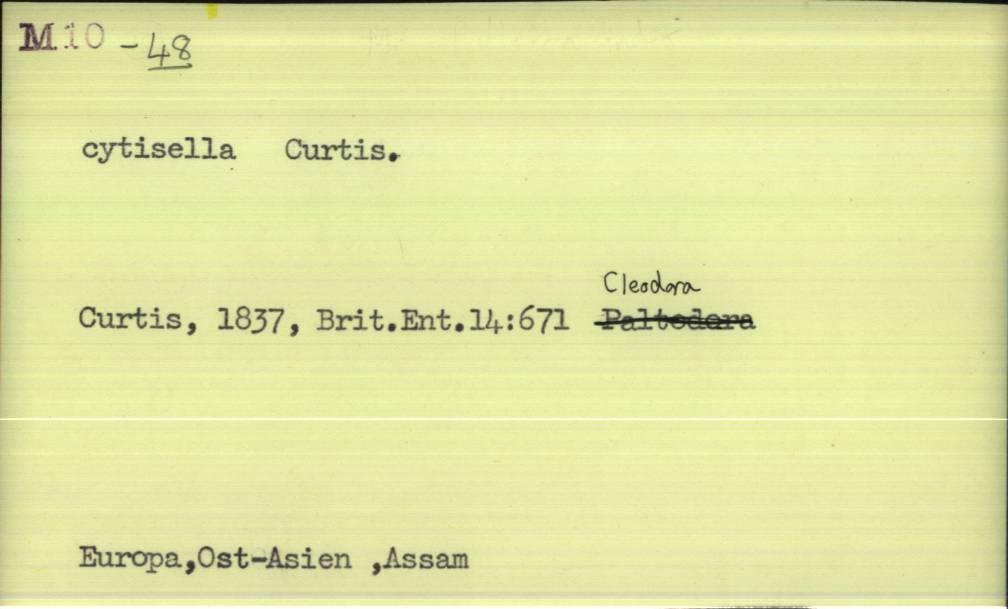 M10 - 48
cytisella Curtis.
Cleodora
Curtis, 1837, Brit.Ent.14:671 Paltodora
Europa,Ost-Asien ,Assam